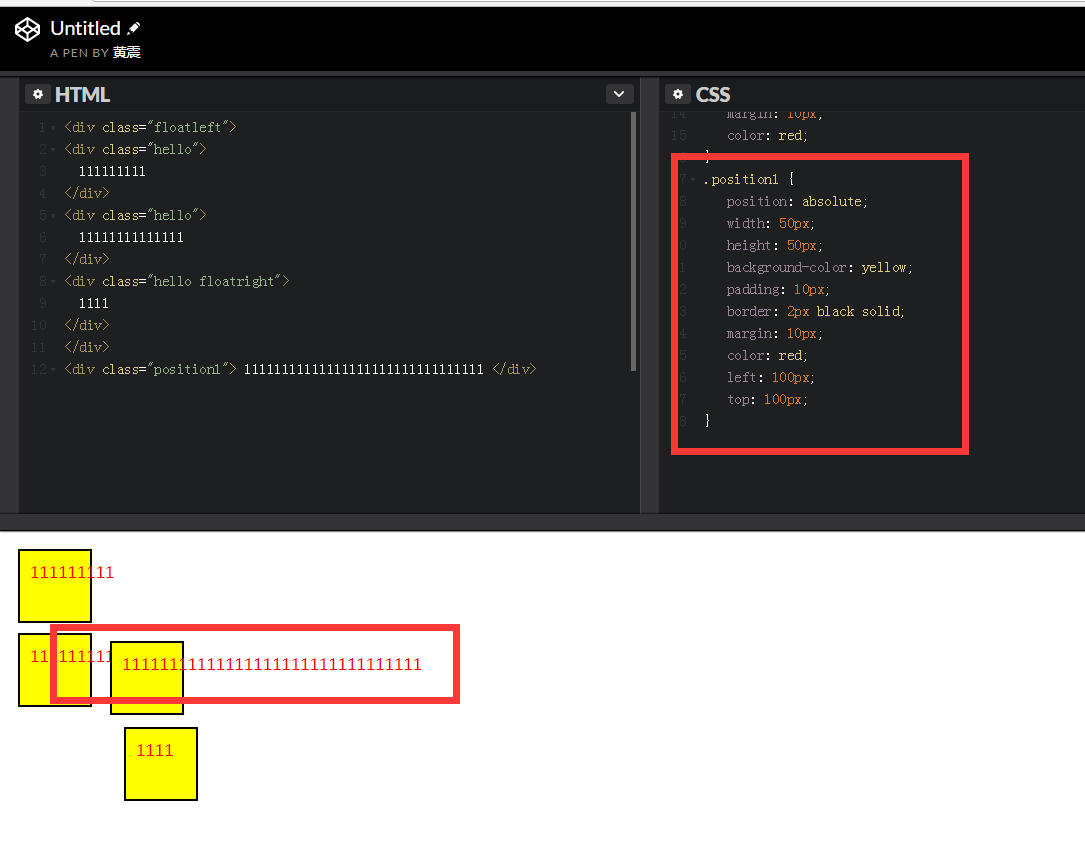 Untitled
A PEN BY 黄震
HTML
1 <div class="floatleft">
2 <div class="hello">
3 111111111
4 </div>
5 <div class="hello">
6 11111111111111
7 </div>
8 <div class="hello floatright">
9 1111
10 </div>
11 </div>
12 <div class="position1"> 11111111111111111111111111111111 </div>
CSS
14 margin: 10px;
15 color: red;
}
7 .position1 {
8 position: absolute;
9 width: 50px;
0 height: 50px;
1 background-color: yellow;
2 padding: 10px;
3 border: 2px black solid;
4 margin: 10px;
5 color: red;
6 left: 100px;
7 top: 100px;
8 }
111111111
111111111
11111111111111111111111111111111
1111